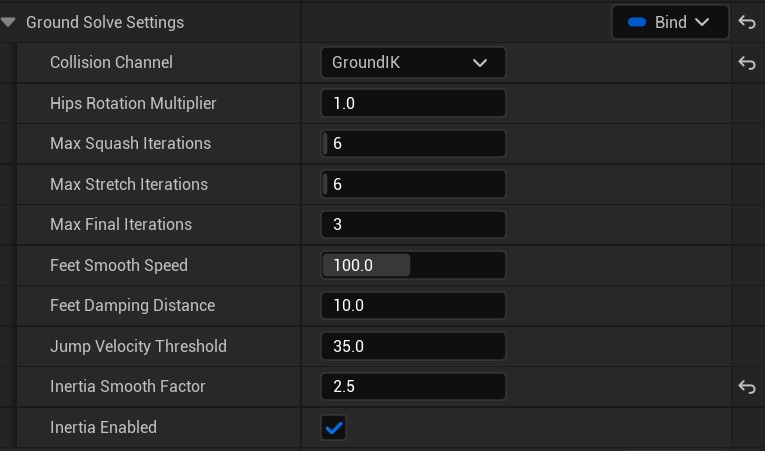 Ground Solve Settings Bind
Collision Channel GroundIK
Hips Rotation Multiplier 1.0
Max Squash Iterations 6
Max Stretch Iterations 6
Max Final Iterations 3
Feet Smooth Speed 100.0
Feet Damping Distance 10.0
Jump Velocity Threshold 35.0
Inertia Smooth Factor 2.5
Inertia Enabled